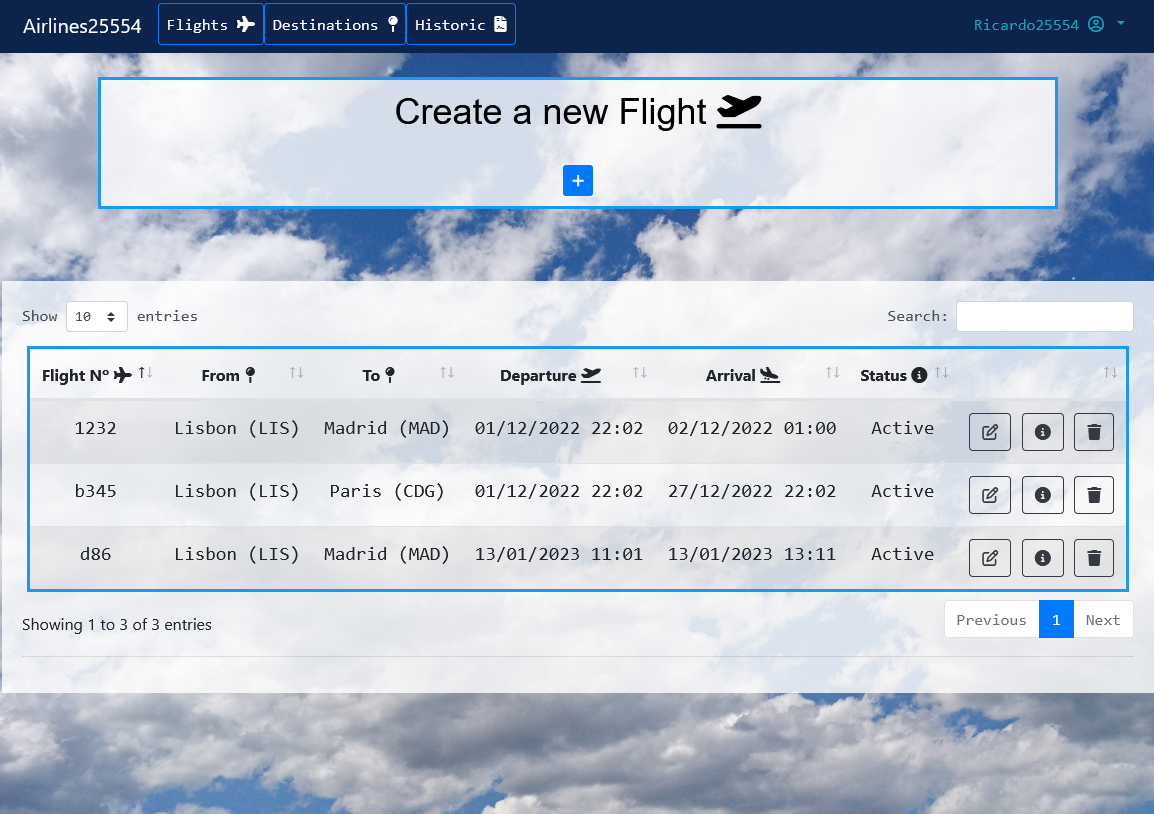 Airlines25554 Flights Destinations Historic Ricardo25554
Create a new Flight
+
Show 10 entries Search:
Flight Nº From To Departure Arrival Status
1232 Lisbon (LIS) Madrid (MAD) 01/12/2022 22:02 02/12/2022 01:00 Active
b345 Lisbon (LIS) Paris (CDG) 01/12/2022 22:02 27/12/2022 22:02 Active
d86 Lisbon (LIS) Madrid (MAD) 13/01/2023 11:01 13/01/2023 13:11 Active
Showing 1 to 3 of 3 entries Previous 1 Next